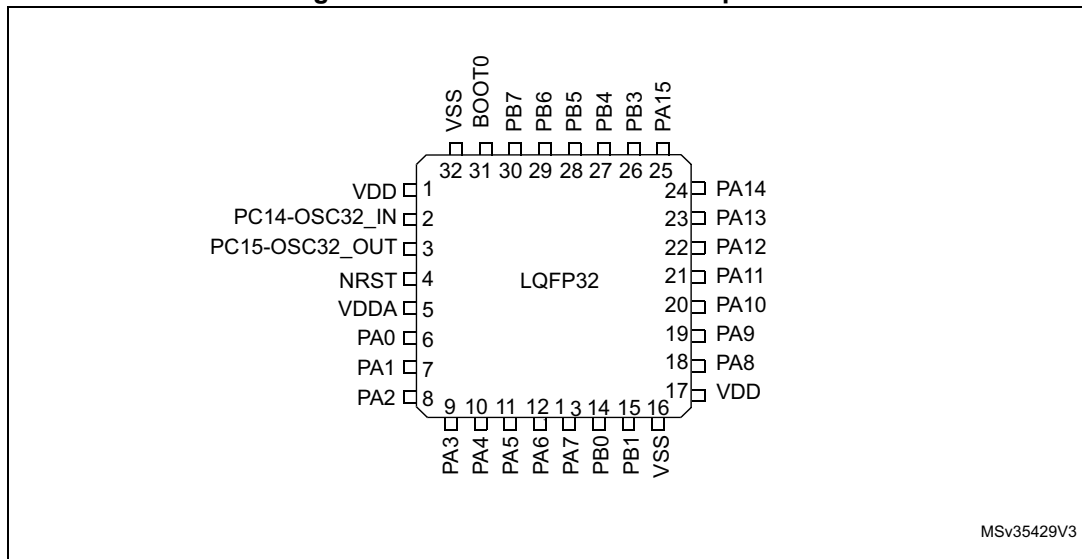 VSS
BOOT0
PB7
PB6
PB5
PB4
PB3
PA15
32 31 30 29 28 27 26 25
VDD 1
PC14-OSC32_IN 2
PC15-OSC32_OUT 3
NRST 4
VDDA 5
PA0 6
PA1 7
PA2 8
LQFP32
24 PA14
23 PA13
22 PA12
21 PA11
20 PA10
19 PA9
18 PA8
17 VDD
9 10 11 12 1 3 14 15 16
PA3
PA4
PA5
PA6
PA7
PB0
PB1
VSS
MSv35429V3